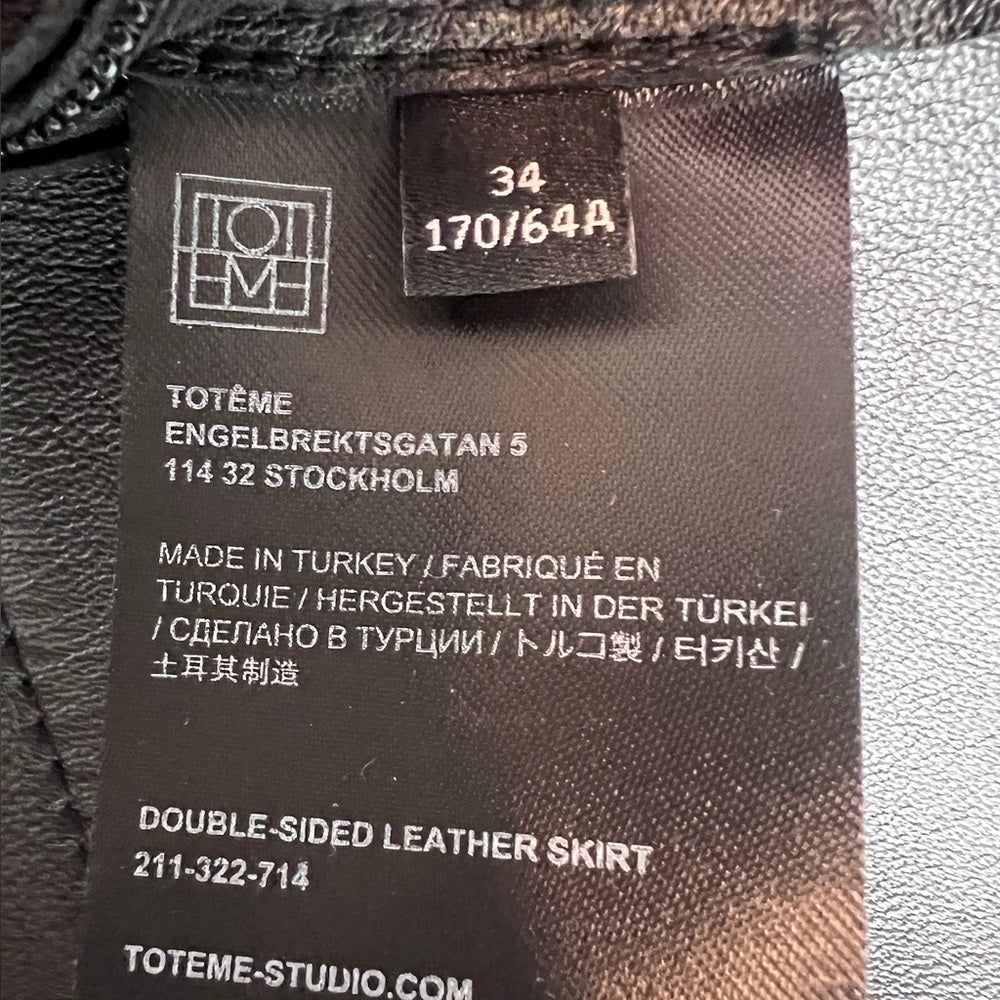 34
170/64A
TOTEME
TOTÊME
ENGELBREKTSGATAN 5
114 32 STOCKHOLM
MADE IN TURKEY / FABRIQUÉ EN
TURQUIE / HERGESTELLT IN DER TÜRKEI
/ СДЕЛАНО В ТУРЦИИ / トルコ製 / 터키산 /
土耳其制造
DOUBLE-SIDED LEATHER SKIRT
211-322-714
TOTEME-STUDIO.COM